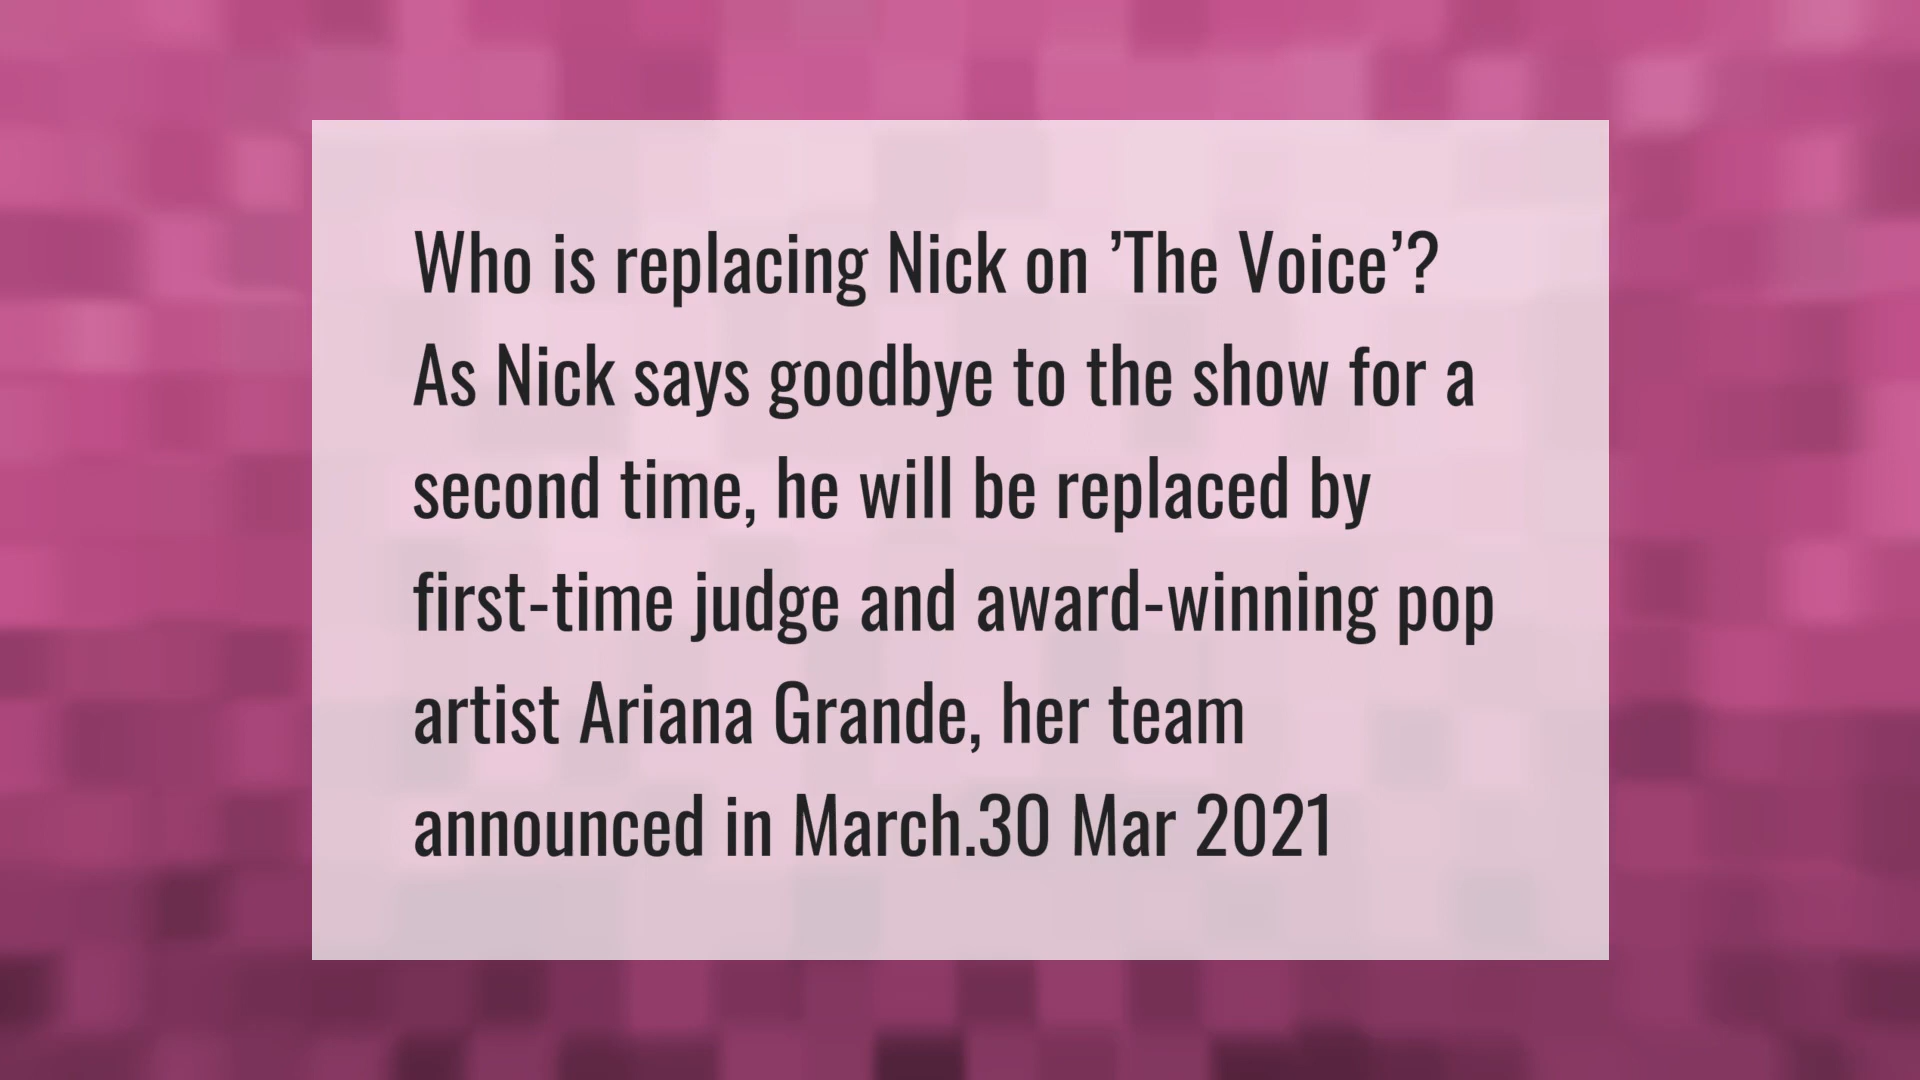 Who is replacing Nick on ’The Voice’?
As Nick says goodbye to the show for a
second time, he will be replaced by
first-time judge and award-winning pop
artist Ariana Grande, her team
announced in March.30 Mar 2021